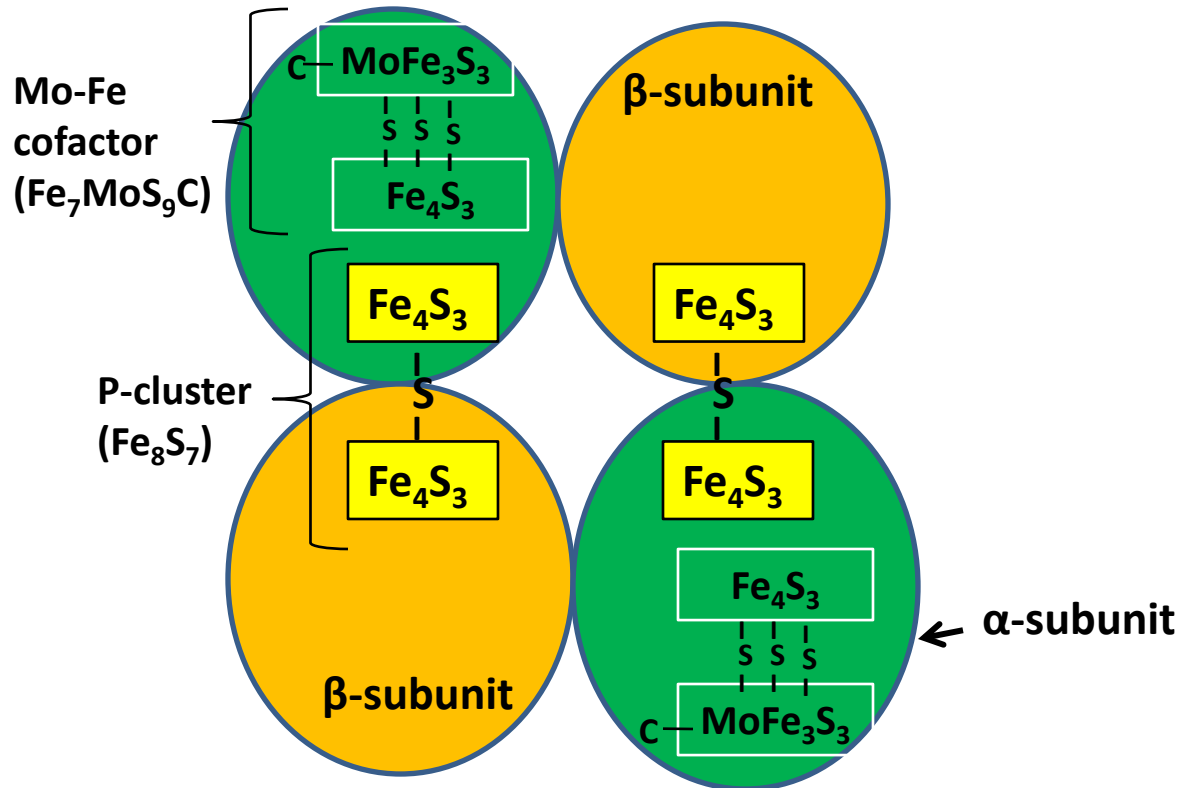 Mo-Fe
cofactor
(Fe₇MoS₉C)
C
MoFe₃S₃
S S S
Fe₄S₃
β-subunit
P-cluster
(Fe₈S₇)
Fe₄S₃
S
Fe₄S₃
Fe₄S₃
S
Fe₄S₃
β-subunit
Fe₄S₃
S S S
C
MoFe₃S₃
α-subunit